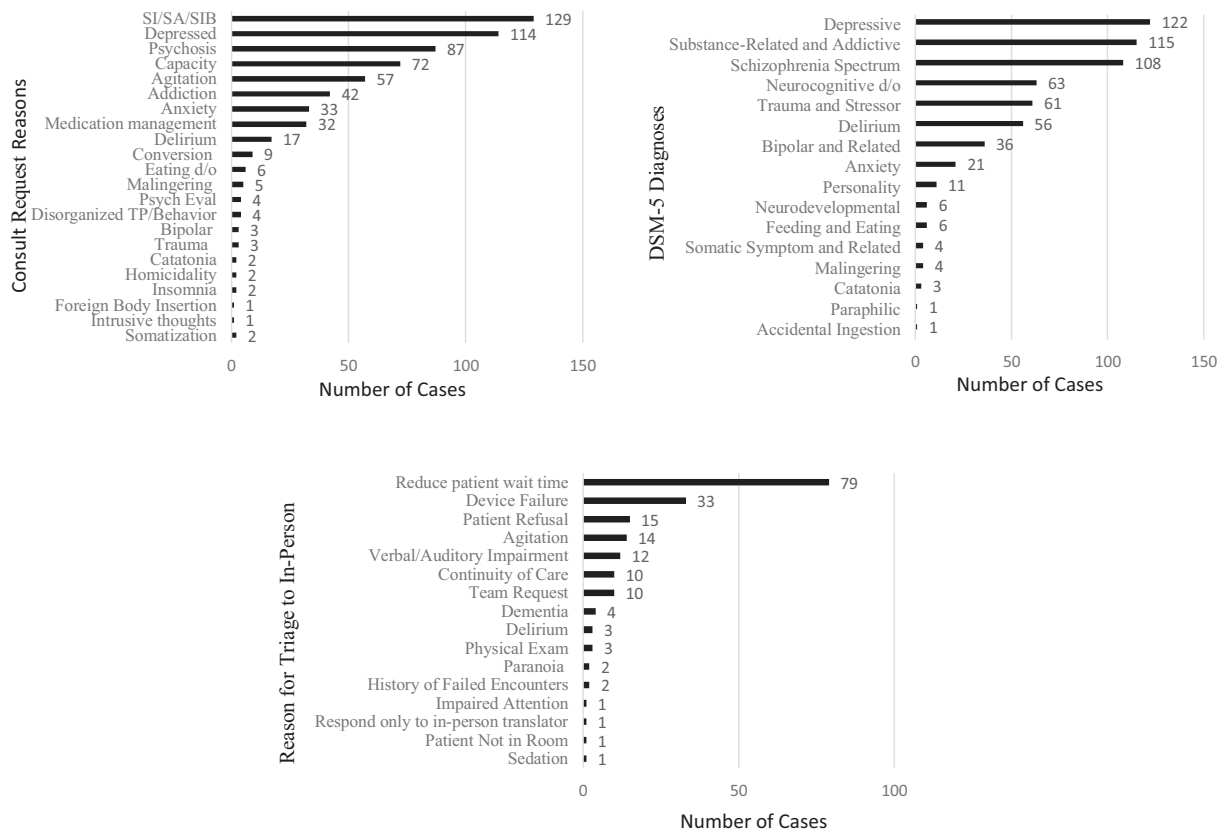 Consult Request Reasons
SI/SA/SIB 129
Depressed 114
Psychosis 87
Capacity 72
Agitation 57
Addiction 42
Anxiety 33
Medication management 32
Delirium 17
Conversion 9
Eating d/o 6
Malingering 5
Psych Eval 4
Disorganized TP/Behavior 4
Bipolar 3
Trauma 3
Catatonia 2
Homicidality 2
Insomnia 2
Foreign Body Insertion 1
Intrusive thoughts 1
Somatization 2
0 50 100 150
Number of Cases
DSM-5 Diagnoses
Depressive 122
Substance-Related and Addictive 115
Schizophrenia Spectrum 108
Neurocognitive d/o 63
Trauma and Stressor 61
Delirium 56
Bipolar and Related 36
Anxiety 21
Personality 11
Neurodevelopmental 6
Feeding and Eating 6
Somatic Symptom and Related 4
Malingering 4
Catatonia 3
Paraphilic 1
Accidental Ingestion 1
0 50 100 150
Number of Cases
Reason for Triage to In-Person
Reduce patient wait time 79
Device Failure 33
Patient Refusal 15
Agitation 14
Verbal/Auditory Impairment 12
Continuity of Care 10
Team Request 10
Dementia 4
Delirium 3
Physical Exam 3
Paranoia 2
History of Failed Encounters 2
Impaired Attention 1
Respond only to in-person translator 1
Patient Not in Room 1
Sedation 1
0 50 100
Number of Cases